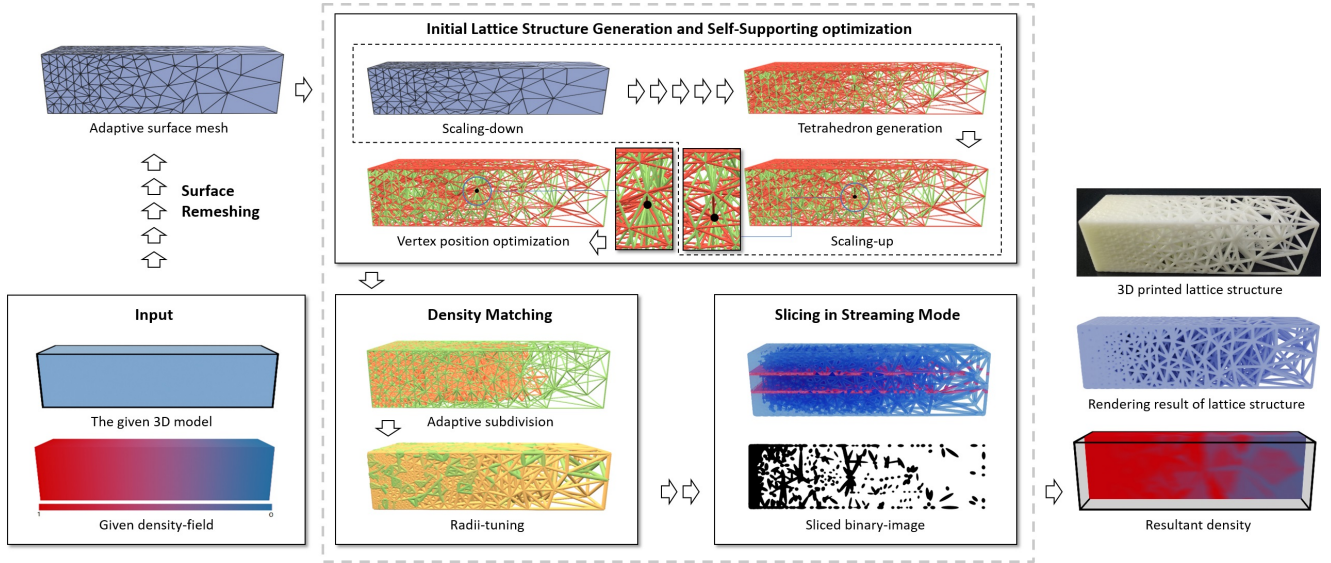 Initial Lattice Structure Generation and Self-Supporting optimization
Adaptive surface mesh
Scaling-down
Tetrahedron generation
Surface
Remeshing
Vertex position optimization
Scaling-up
Input
The given 3D model
1
0
Given density-field
Density Matching
Adaptive subdivision
Radii-tuning
Slicing in Streaming Mode
Sliced binary-image
3D printed lattice structure
Rendering result of lattice structure
Resultant density